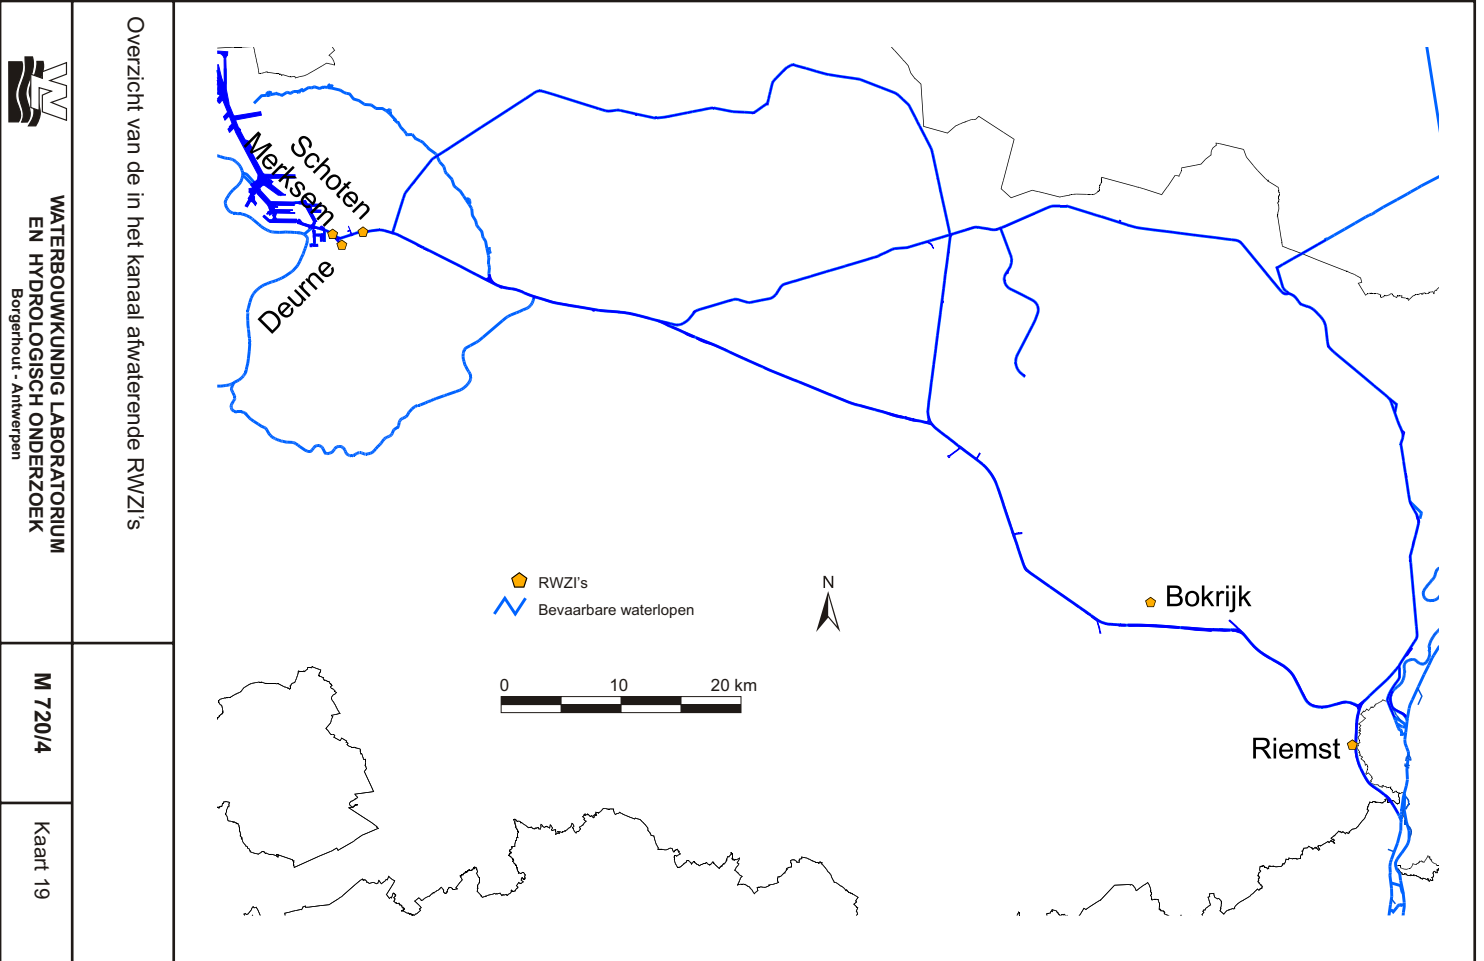 Overzicht van de in het kanaal afwaterende RWZI's
WATERBOUWKUNDIG LABORATORIUM
EN HYDROLOGISCH ONDERZOEK
Borgerhout - Antwerpen
M 720/4
Kaart 19
Schoten
Merksem
Deurne
RWZI's
Bevaarbare waterlopen
N
0 10 20 km
Bokrijk
Riemst